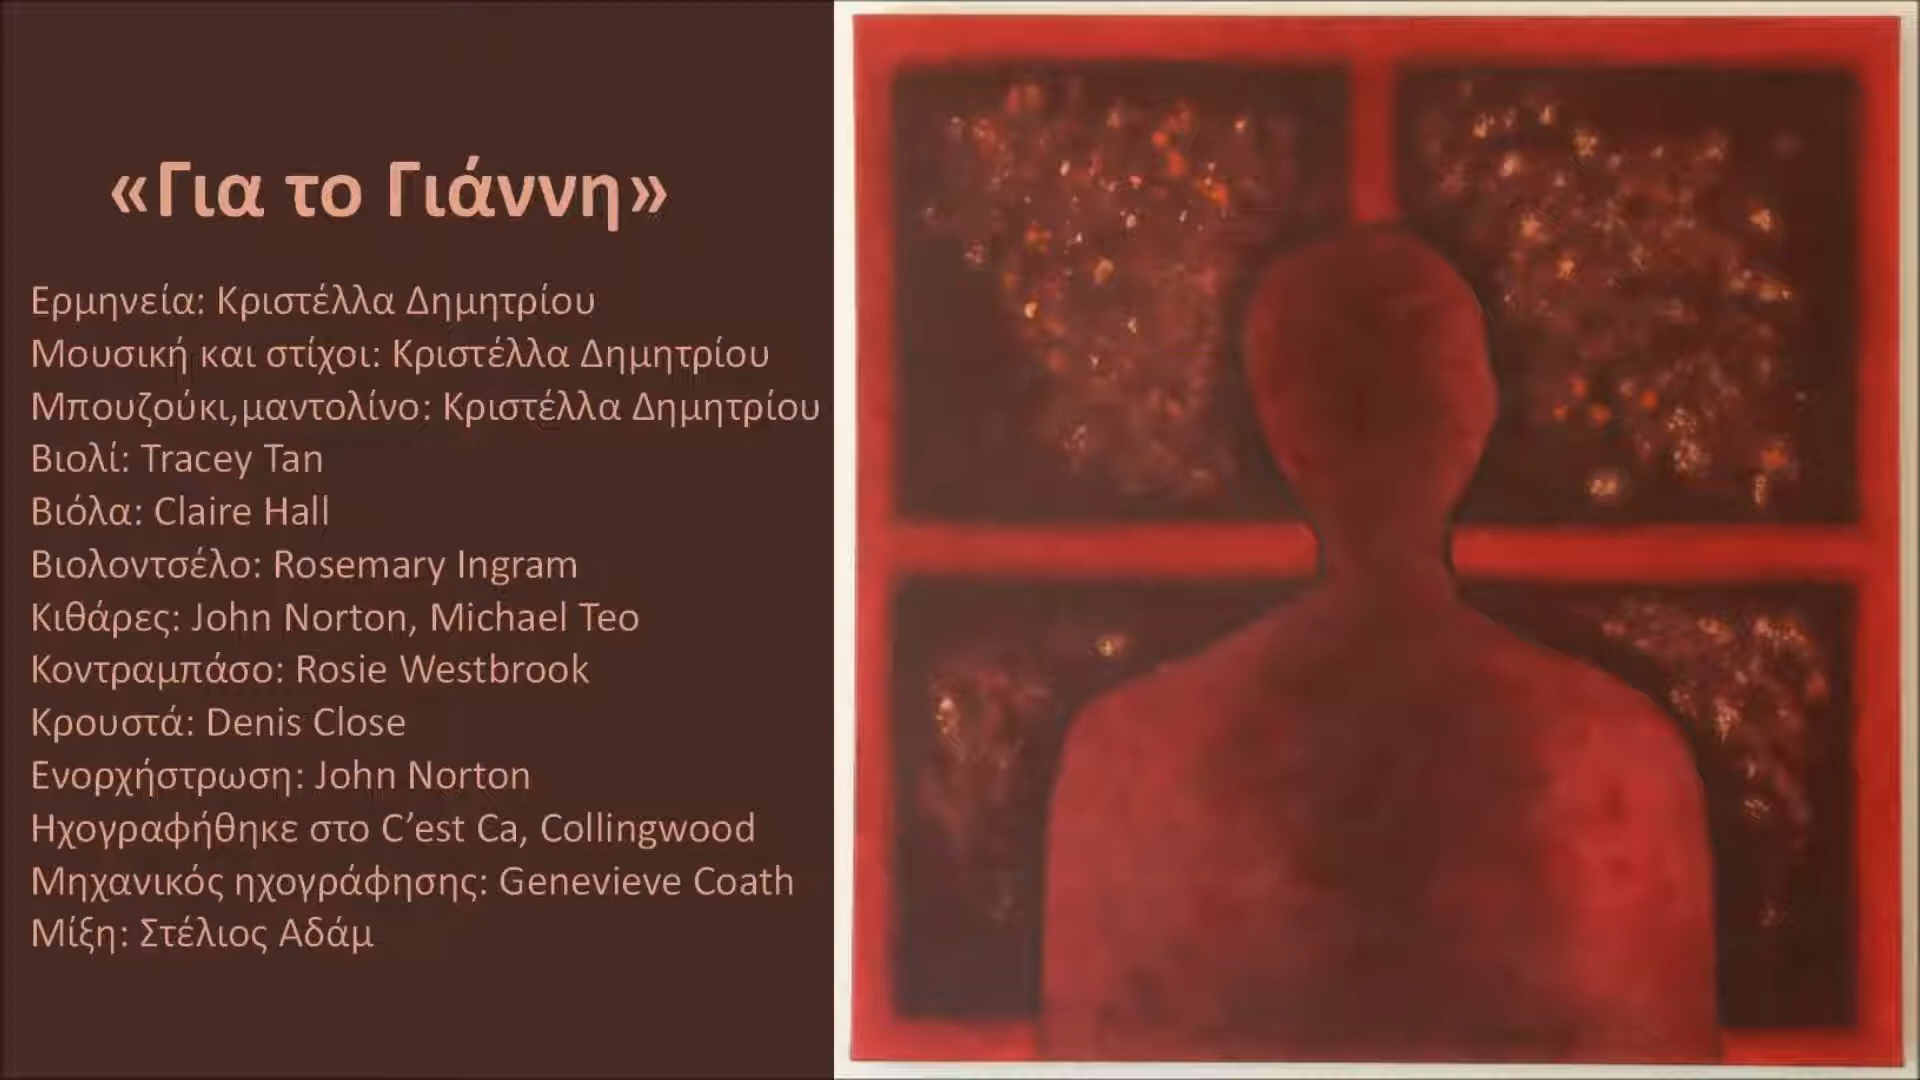 «Για το Γιάννη»
Ερμηνεία: Κριστέλλα Δημητρίου
Μουσική και στίχοι: Κριστέλλα Δημητρίου
Μπουζούκι,μαντολίνο: Κριστέλλα Δημητρίου
Βιολί: Tracey Tan
Βιόλα: Claire Hall
Βιολοντσέλο: Rosemary Ingram
Κιθάρες: John Norton, Michael Teo
Κοντραμπάσο: Rosie Westbrook
Κρουστά: Denis Close
Ενορχήστρωση: John Norton
Ηχογραφήθηκε στο C’est Ca, Collingwood
Μηχανικός ηχογράφησης: Genevieve Coath
Μίξη: Στέλιος Αδάμ